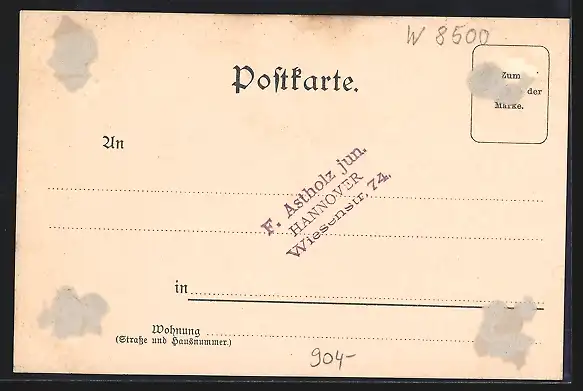 W 8500
Postkarte.
Zum
der
Marke.
An
F. Astholz jun.
HANNOVER
Wiesenstr. 74.
in
Wohnung
(Straße und Hausnummer.)
904-